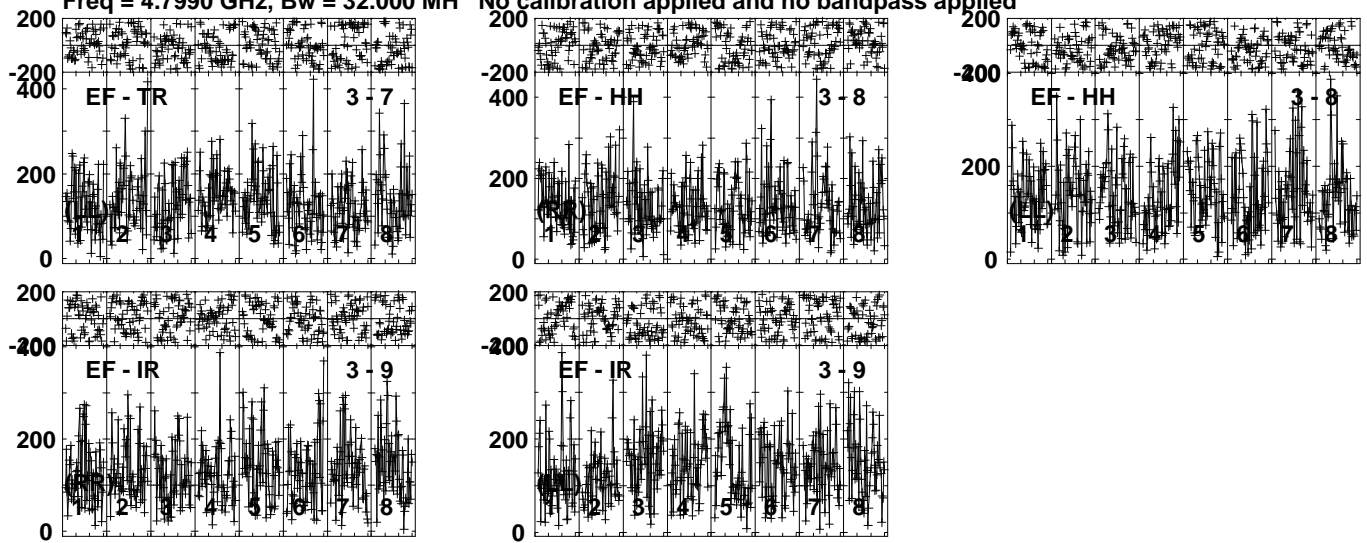 Freq = 4.7990 GHz, Bw = 32.000 MH No calibration applied and no bandpass applied
200 200 200
-200 -200 -200
400 EF - TR 3 - 7 400 EF - HH 3 - 8 400 EF - HH 3 - 8
200 200 200
(LL) (RR) (LL)
1 2 3 4 5 6 7 8 1 2 3 4 5 6 7 8 1 2 3 4 5 6 7 8
0 0 0
200 200
-200 -200
400 EF - IR 3 - 9 400 EF - IR 3 - 9
200 200
(RR) (LL)
1 2 3 4 5 6 7 8 1 2 3 4 5 6 7 8
0 0